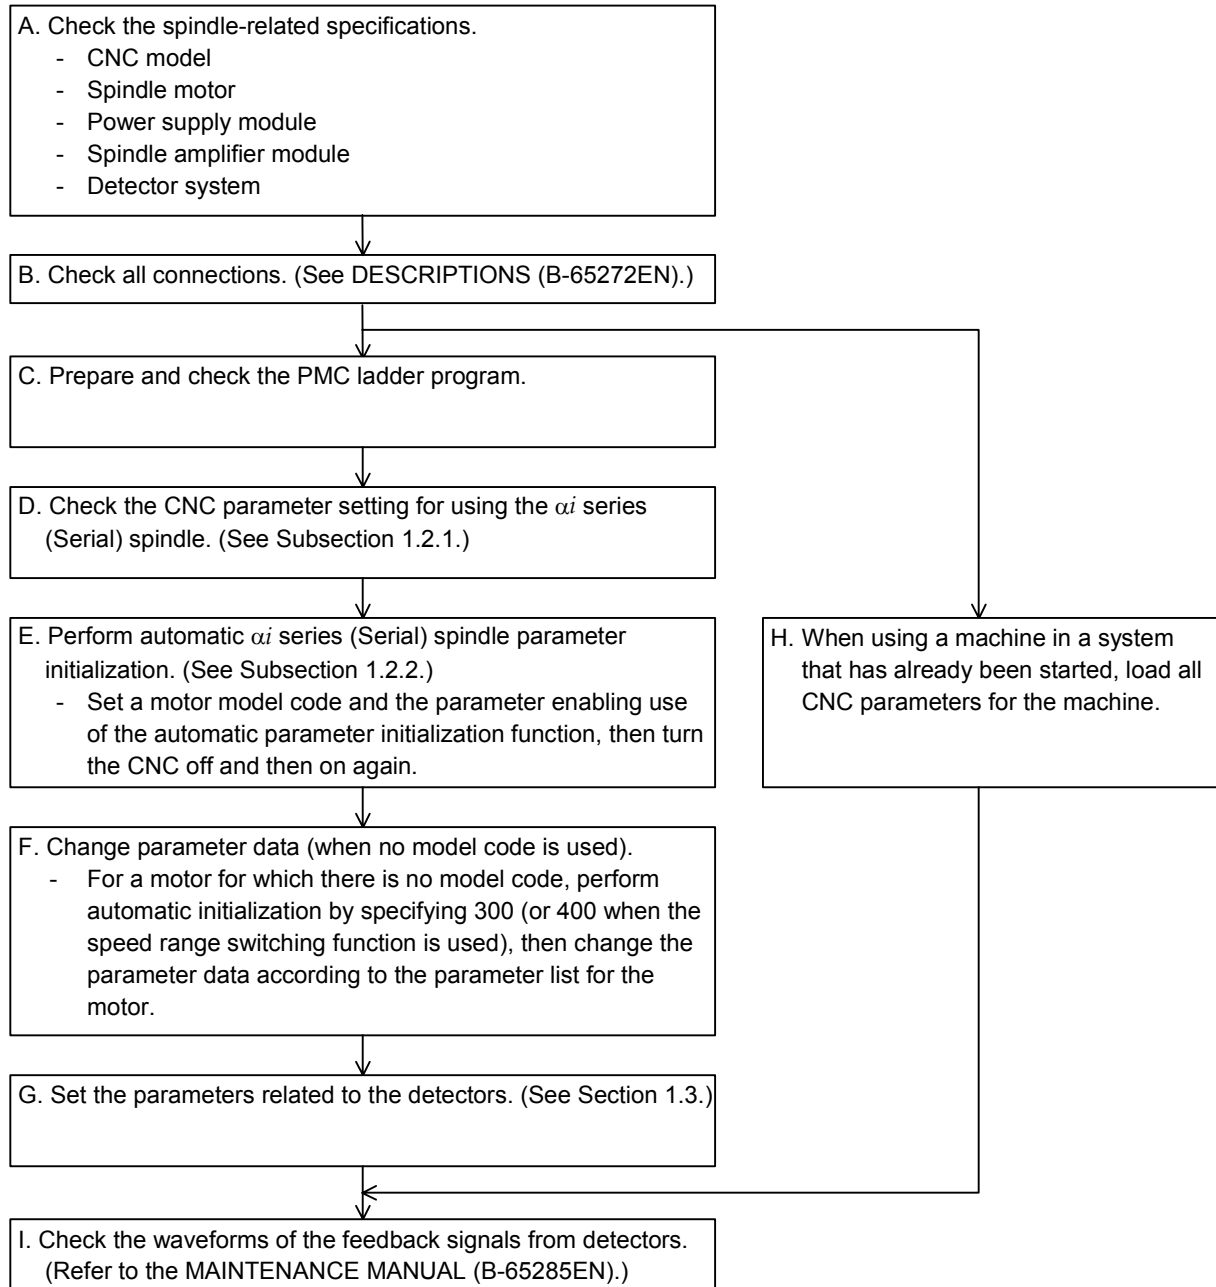 A. Check the spindle-related specifications.
- CNC model
- Spindle motor
- Power supply module
- Spindle amplifier module
- Detector system
B. Check all connections. (See DESCRIPTIONS (B-65272EN).)
C. Prepare and check the PMC ladder program.
D. Check the CNC parameter setting for using the αi series
(Serial) spindle. (See Subsection 1.2.1.)
E. Perform automatic αi series (Serial) spindle parameter
initialization. (See Subsection 1.2.2.)
- Set a motor model code and the parameter enabling use
of the automatic parameter initialization function, then turn
the CNC off and then on again.
F. Change parameter data (when no model code is used).
- For a motor for which there is no model code, perform
automatic initialization by specifying 300 (or 400 when the
speed range switching function is used), then change the
parameter data according to the parameter list for the
motor.
G. Set the parameters related to the detectors. (See Section 1.3.)
H. When using a machine in a system
that has already been started, load all
CNC parameters for the machine.
I. Check the waveforms of the feedback signals from detectors.
(Refer to the MAINTENANCE MANUAL (B-65285EN).)